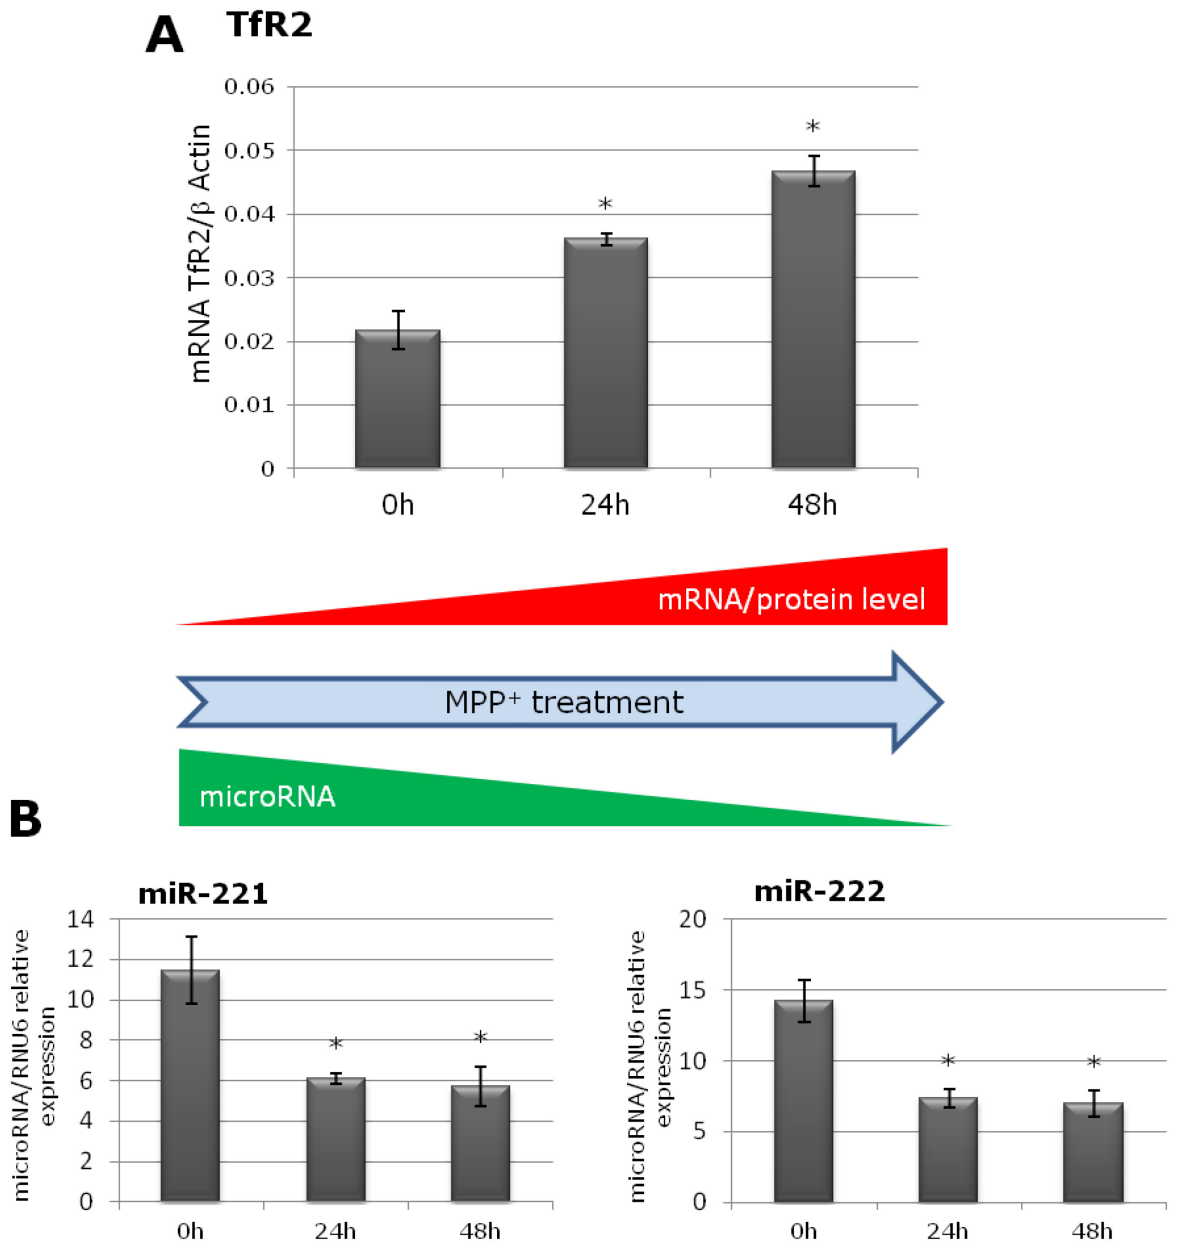 A TfR2
mRNA TfR2/β Actin
0.06
0.05
*
0.04
*
0.03
0.02
0.01
0
0h 24h 48h
mRNA/protein level
MPP⁺ treatment
microRNA
B
miR-221
microRNA/RNU6 relative
expression
14
12
10
8
*
*
6
4
2
0
0h 24h 48h
miR-222
microRNA/RNU6 relative
expression
20
15
10
* *
5
0
0h 24h 48h